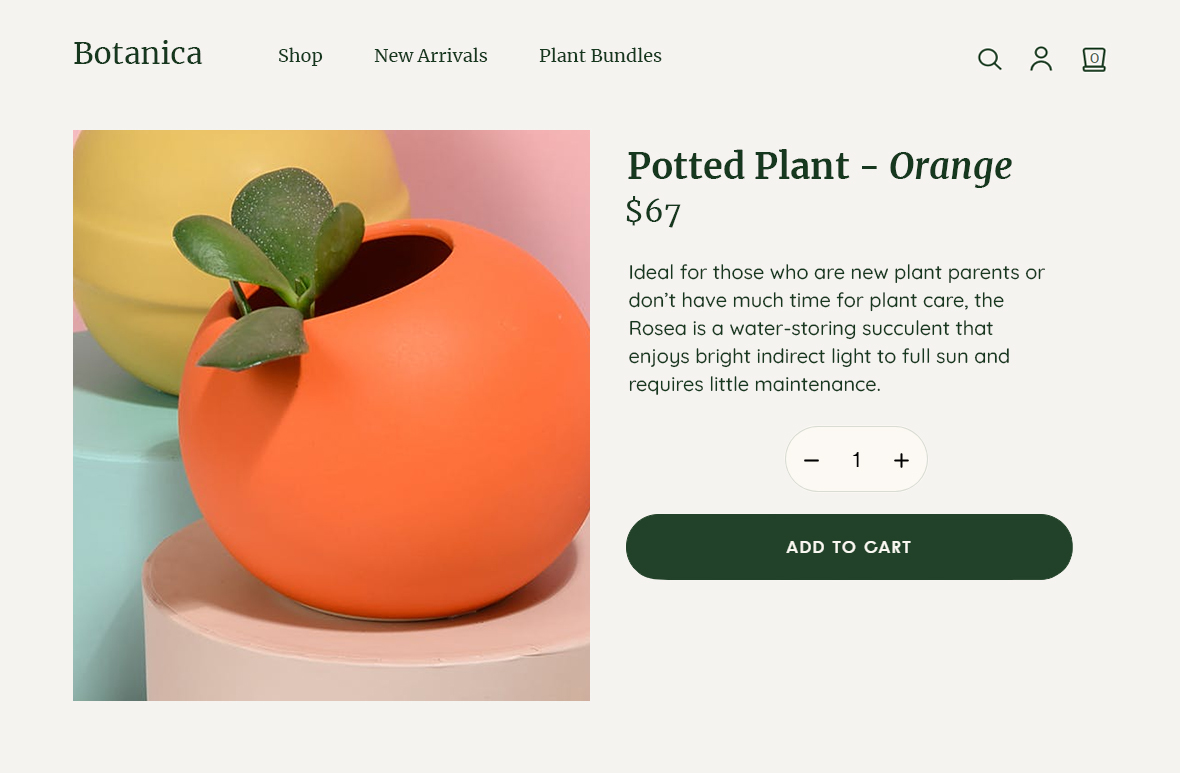 Botanica
Shop
New Arrivals
Plant Bundles
0
Potted Plant - Orange
$67
Ideal for those who are new plant parents or
don’t have much time for plant care, the
Rosea is a water-storing succulent that
enjoys bright indirect light to full sun and
requires little maintenance.
− 1 +
ADD TO CART